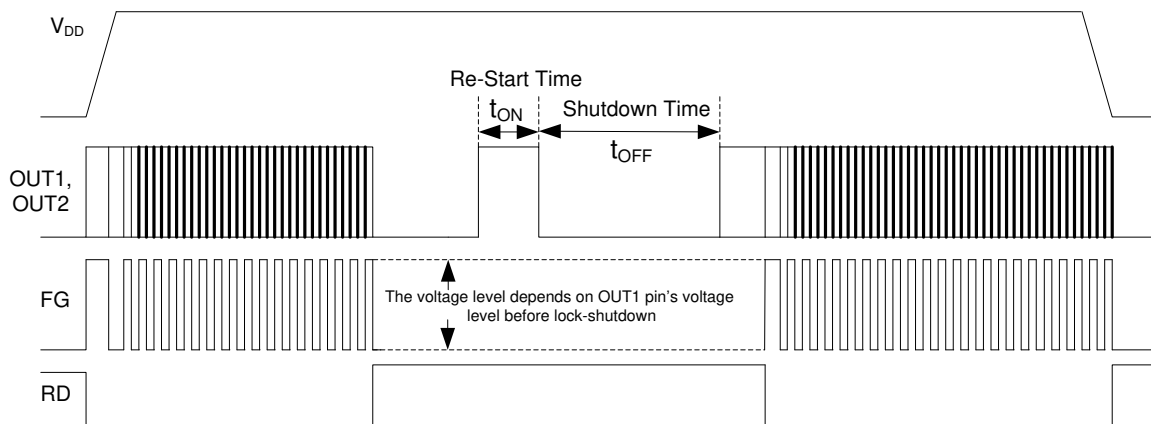 VDD
Re-Start Time
tON
Shutdown Time
tOFF
OUT1,
OUT2
FG
The voltage level depends on OUT1 pin's voltage
level before lock-shutdown
RD